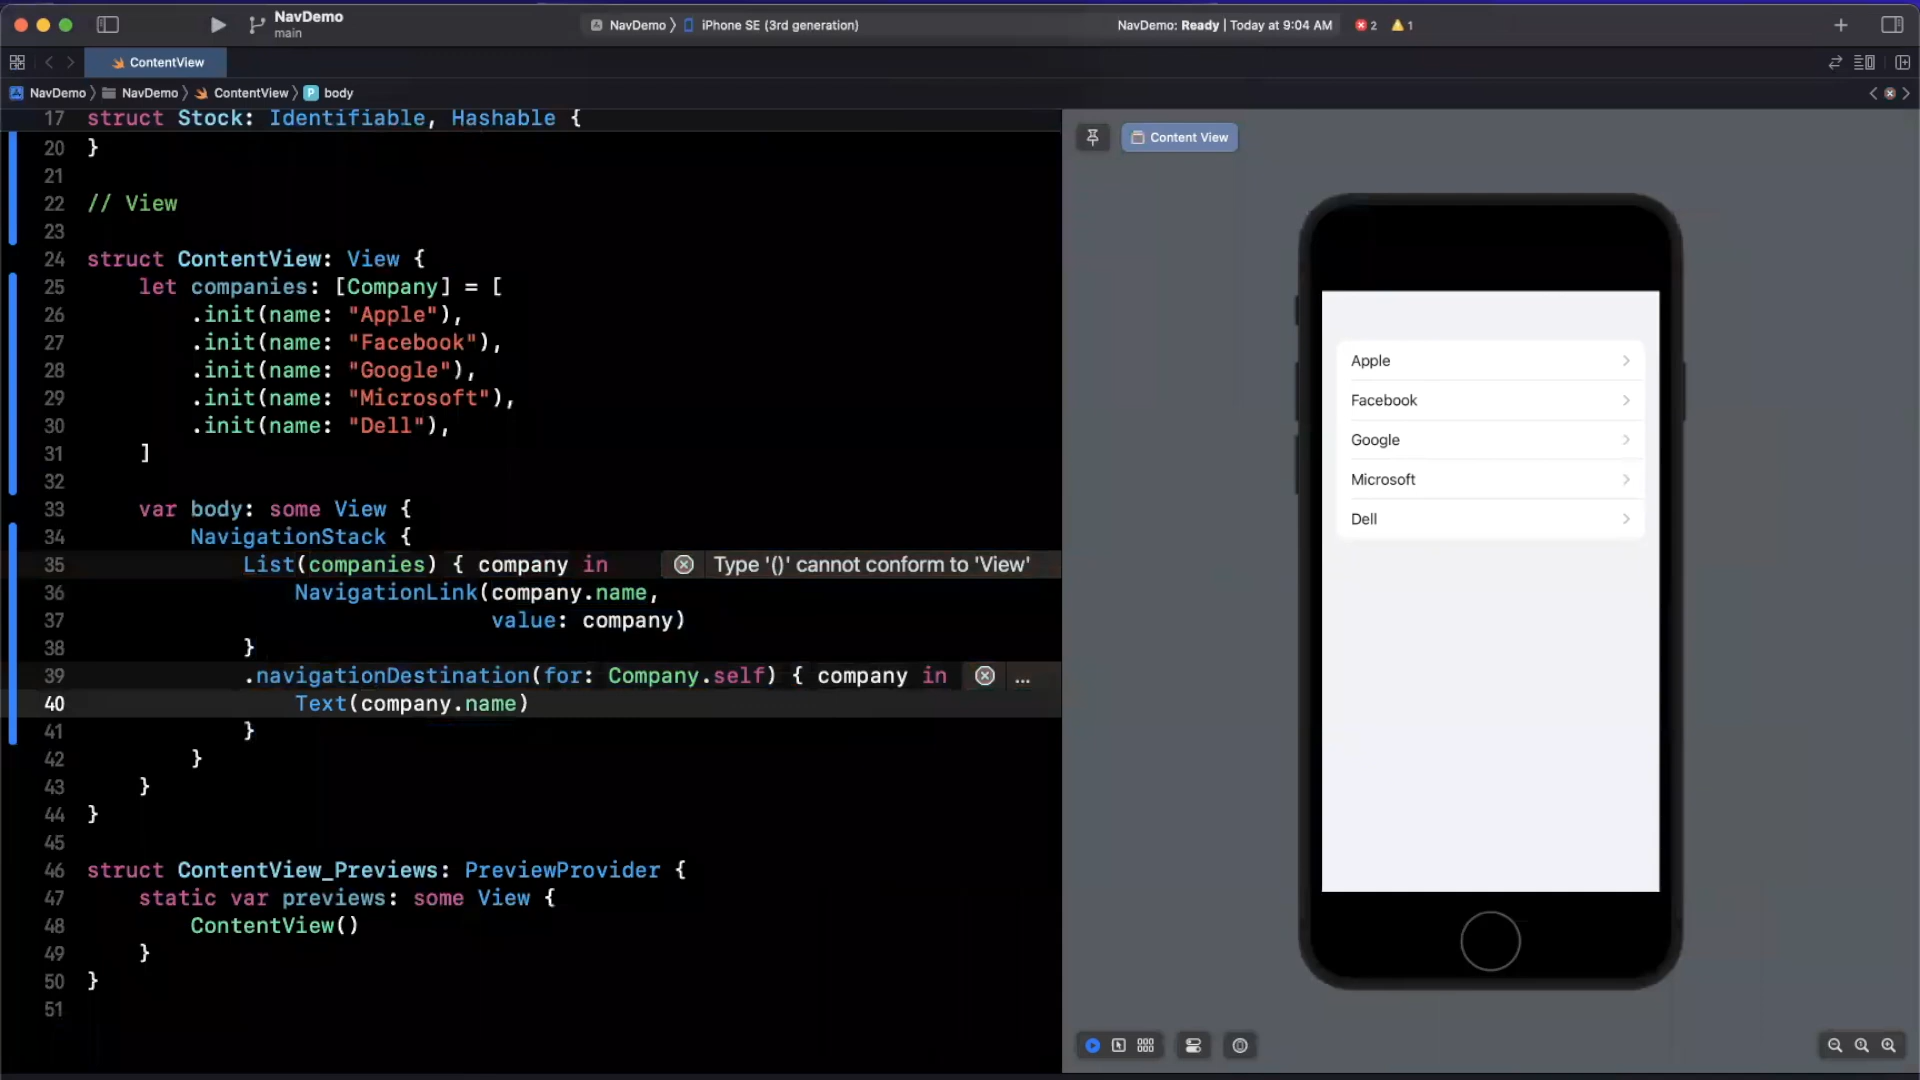 NavDemo
main
NavDemo 〉 iPhone SE (3rd generation)
NavDemo: Ready | Today at 9:04 AM
2
1
ContentView
NavDemo 〉 NavDemo 〉 ContentView 〉 P body
17 struct Stock: Identifiable, Hashable {
20 }
21
22 // View
23
24 struct ContentView: View {
25 let companies: [Company] = [
26 .init(name: "Apple"),
27 .init(name: "Facebook"),
28 .init(name: "Google"),
29 .init(name: "Microsoft"),
30 .init(name: "Dell"),
31 ]
32
33 var body: some View {
34 NavigationStack {
35 List(companies) { company in Type '()' cannot conform to 'View'
36 NavigationLink(company.name,
37 value: company)
38 }
39 .navigationDestination(for: Company.self) { company in ...
40 Text(company.name)
41 }
42 }
43 }
44 }
45
46 struct ContentView_Previews: PreviewProvider {
47 static var previews: some View {
48 ContentView()
49 }
50 }
51
Content View
Apple
Facebook
Google
Microsoft
Dell